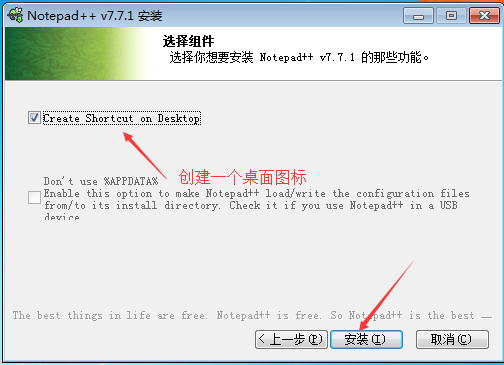 Notepad++ v7.7.1 安装
选择组件
选择你想要安装 Notepad++ v7.7.1 的那些功能。
Create Shortcut on Desktop
创建一个桌面图标
Don't use %APPDATA%
Enable this option to make Notepad++ load/write the configuration files
from/to its install directory. Check it if you use Notepad++ in a USB
device.
The best things in life are free. Notepad++ is free. So Notepad++ is the best
< 上一步(P)
安装(I)
取消(C)